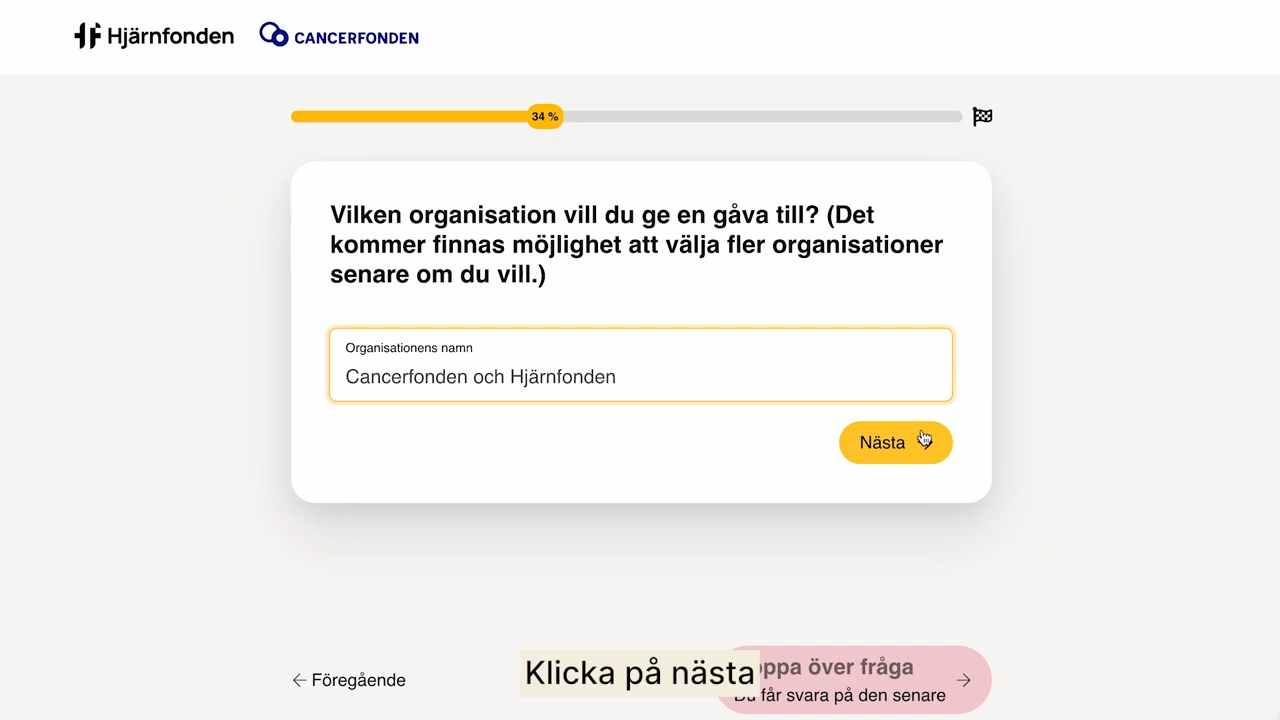 Hjärnfonden CANCERFONDEN
34 %
Vilken organisation vill du ge en gåva till? (Det
kommer finnas möjlighet att välja fler organisationer
senare om du vill.)
Organisationens namn
Cancerfonden och Hjärnfonden
Nästa
Föregående
Klicka på nästa
över fråga
får svara på den senare